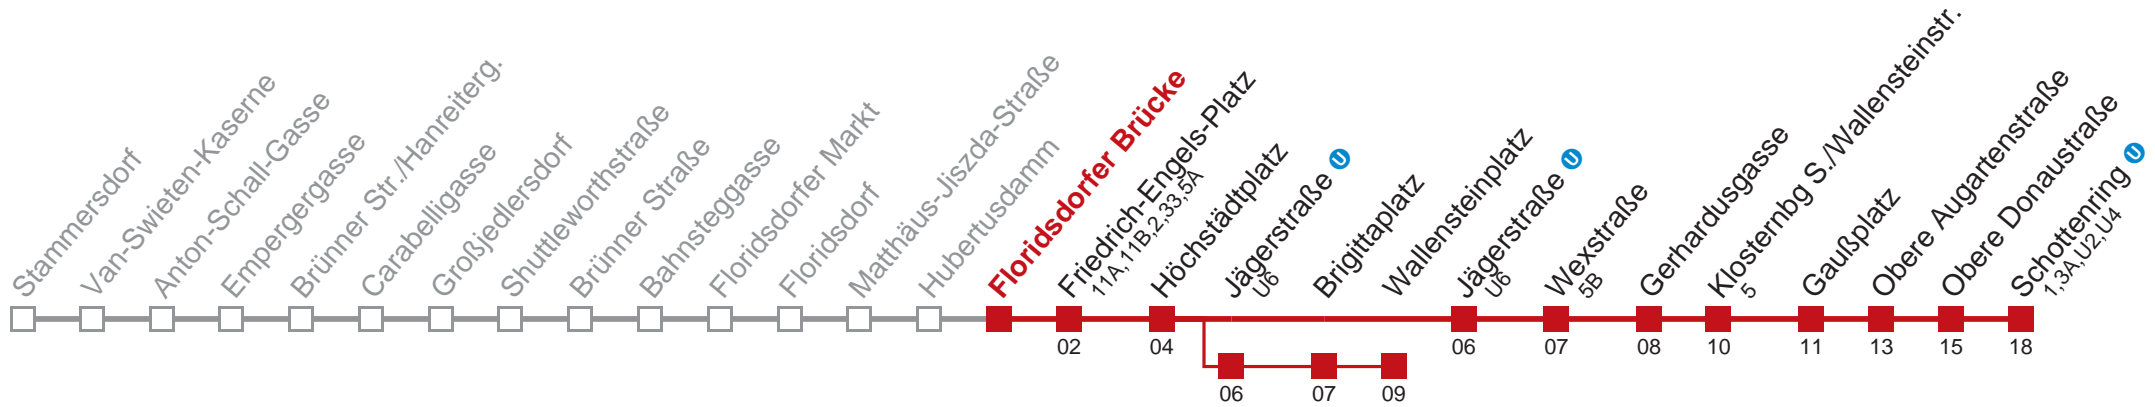 Stammersdorf
Van-Swieten-Kaserne
Anton-Schall-Gasse
Empergergasse
Brünner Str./Hanreiterg.
Carabelligasse
Großjedlersdorf
Shuttleworthstraße
Brünner Straße
Bahnsteggasse
Floridsdorfer Markt
Floridsdorf
Matthäus-Jiszda-Straße
Hubertusdamm
Floridsdorfer Brücke
Friedrich-Engels-Platz
11A,11B,2,33,5A
Höchstädtplatz
Jägerstraße U
U6
Brigittaplatz
Wallensteinplatz
Jägerstraße U
U6
Wexstraße
5B
Gerhardusgasse
Klosternbg S./Wallensteinstr.
5
Gaußplatz
Obere Augartenstraße
Obere Donaustraße
Schottenring U
1,3A,U2,U4
02 04 06 07 08 10 11 13 15 18
06 07 09